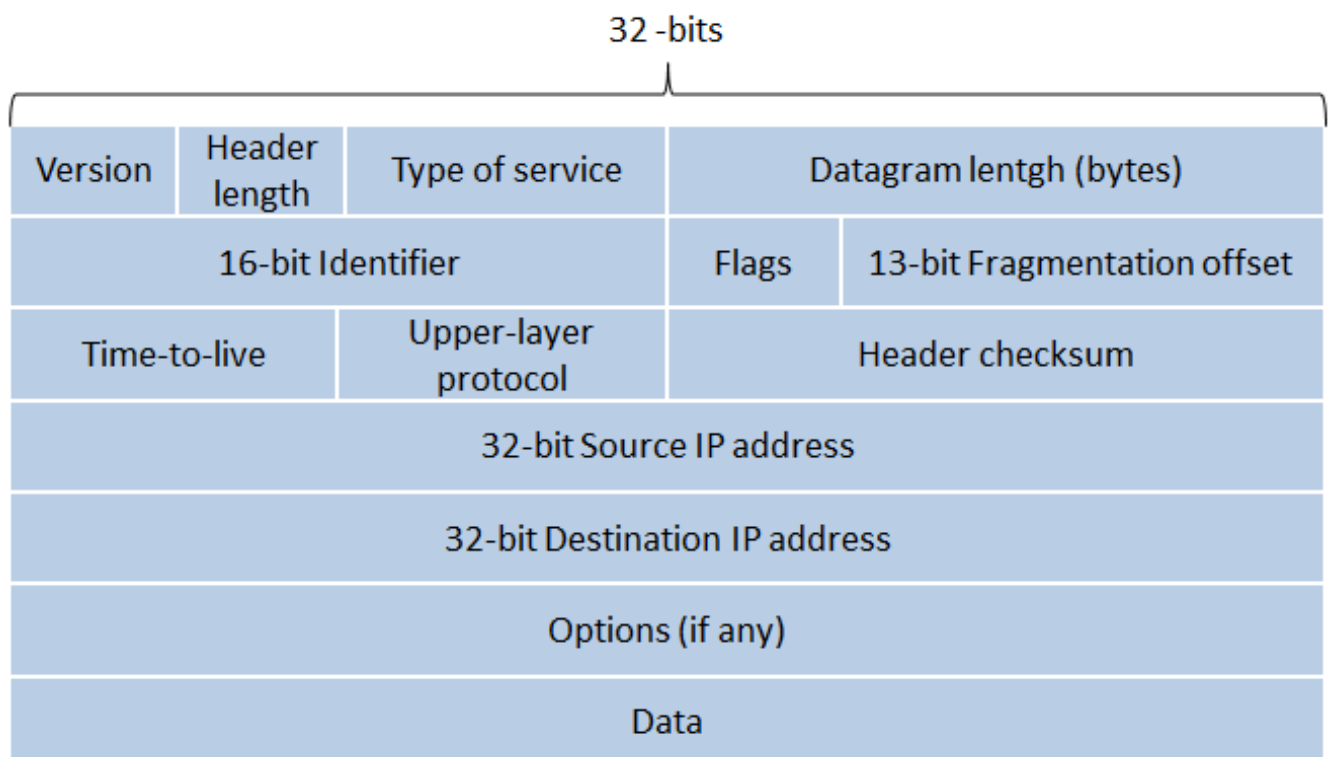 32 -bits
Version
Header
length
Type of service
Datagram lentgh (bytes)
16-bit Identifier
Flags
13-bit Fragmentation offset
Time-to-live
Upper-layer
protocol
Header checksum
32-bit Source IP address
32-bit Destination IP address
Options (if any)
Data